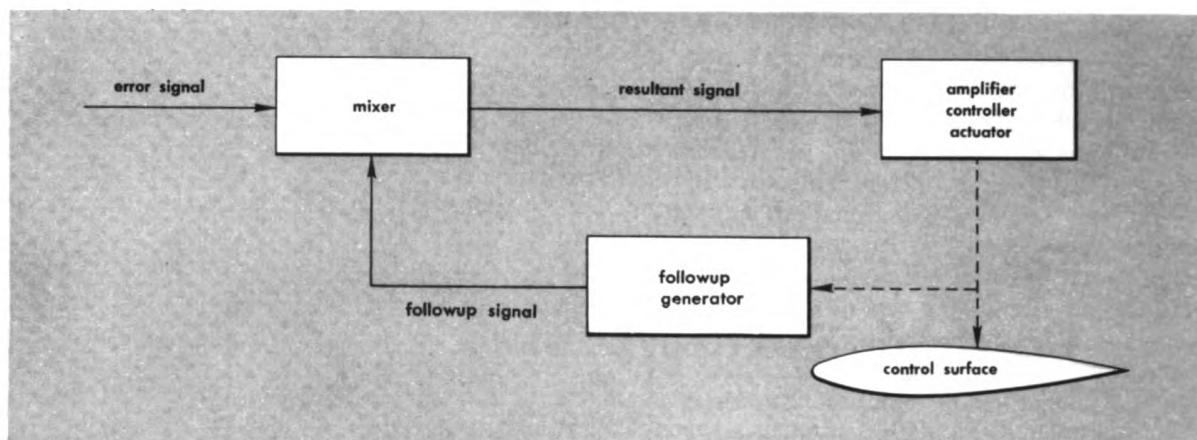 error signal
mixer
resultant signal
amplifier
controller
actuator
followup
generator
followup signal
control surface